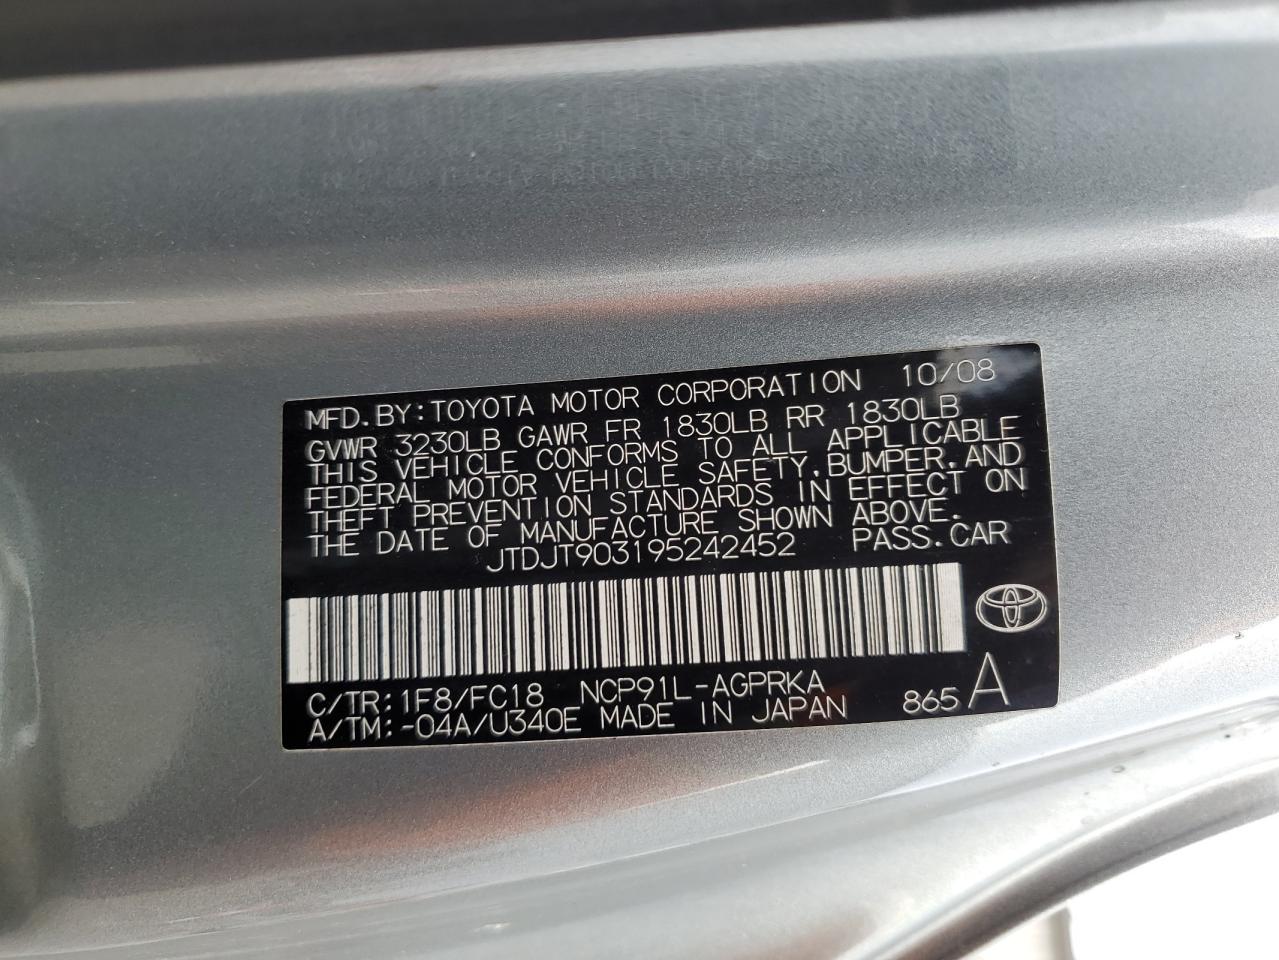 MFD.BY:TOYOTA MOTOR CORPORATION 10/08
GVWR 3230LB GAWR FR 1830LB RR 1830LB
THIS VEHICLE CONFORMS TO ALL APPLICABLE
FEDERAL MOTOR VEHICLE SAFETY,BUMPER,AND
THEFT PREVENTION STANDARDS IN EFFECT ON
THE DATE OF MANUFACTURE SHOWN ABOVE.
JTDJT903195242452 PASS.CAR
C/TR:1F8/FC18 NCP91L-AGPRKA
A/TM:-04A/U340E MADE IN JAPAN 865 A